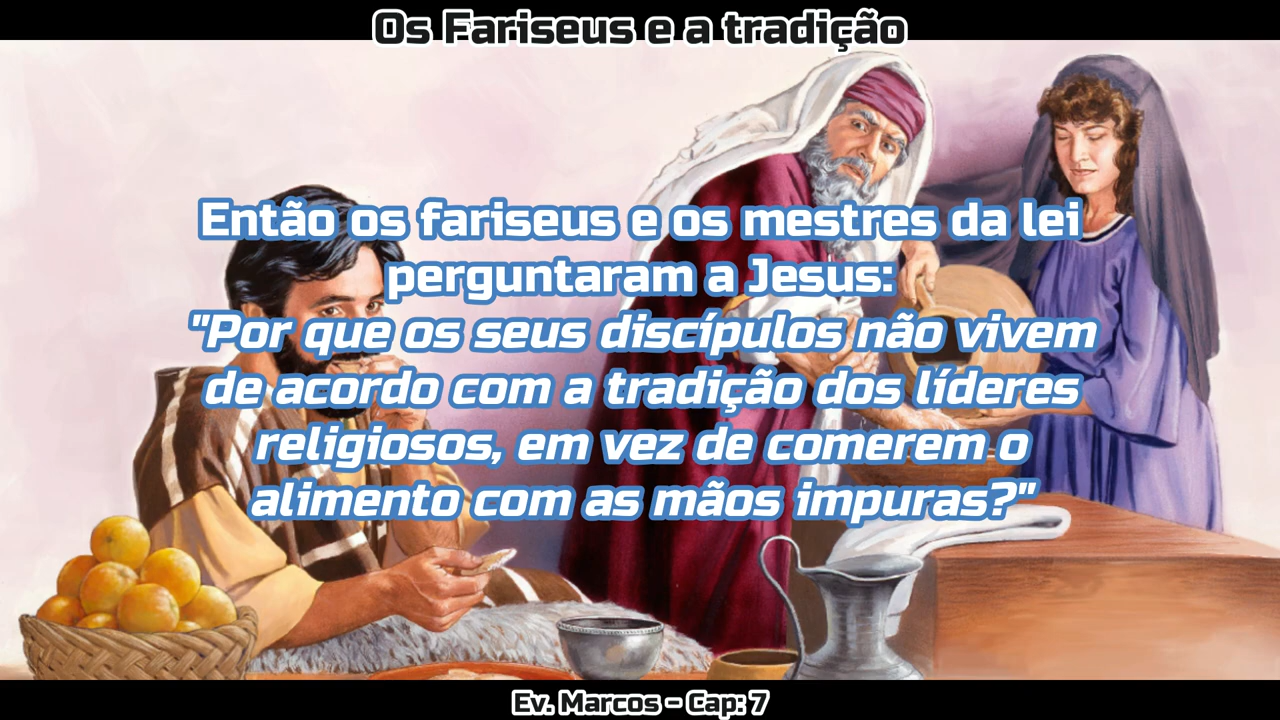 Os Fariseus e a tradição
Então os fariseus e os mestres da lei
perguntaram a Jesus:
"Por que os seus discípulos não vivem
de acordo com a tradição dos líderes
religiosos, em vez de comerem o
alimento com as mãos impuras?"
Ev. Marcos - Cap: 7